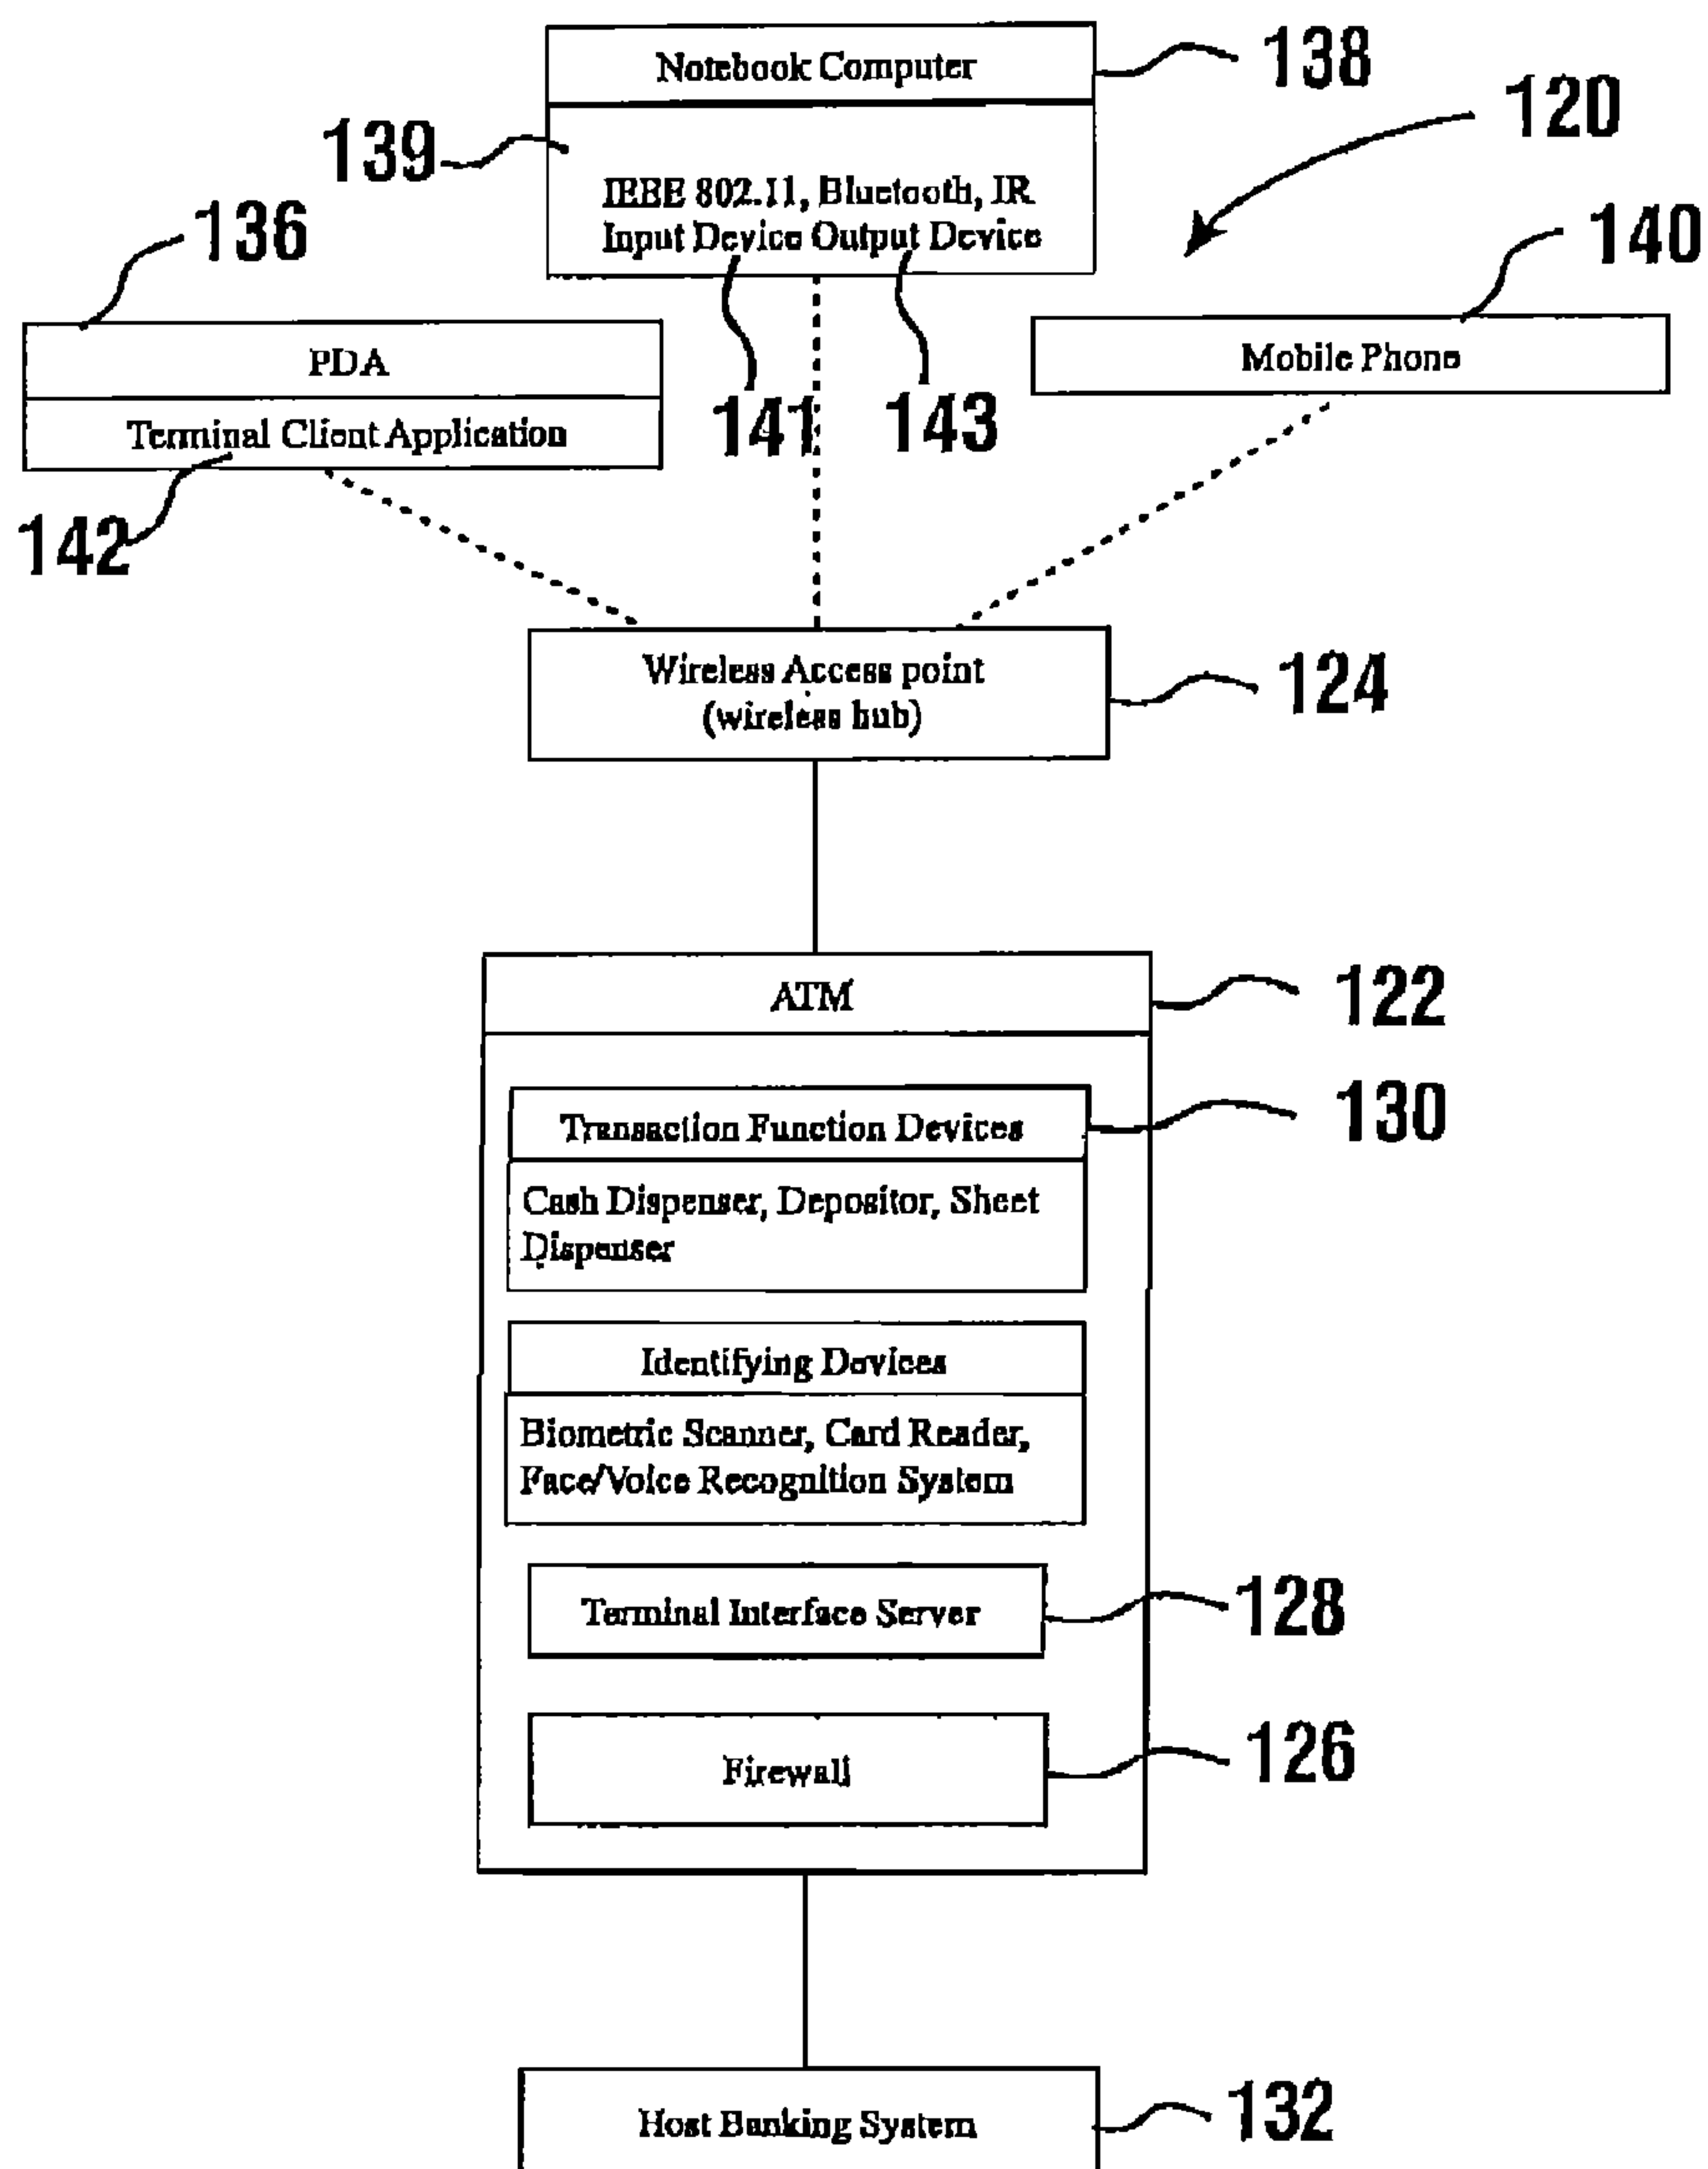 Notebook Computer
138
120
139
IEEE 802.11, Bluetooth, IR
Input Device Output Device
136
140
PDA
Mobile Phone
Terminal Client Application
141
143
142
Wireless Access point
(wireless hub)
124
ATM
122
Transaction Function Devices
130
Cash Dispenser, Depositor, Sheet
Dispenser
Identifying Devices
Biometric Scanner, Card Reader,
Face/Voice Recognition System
Terminal Interface Server
128
Firewall
126
Host Banking System
132